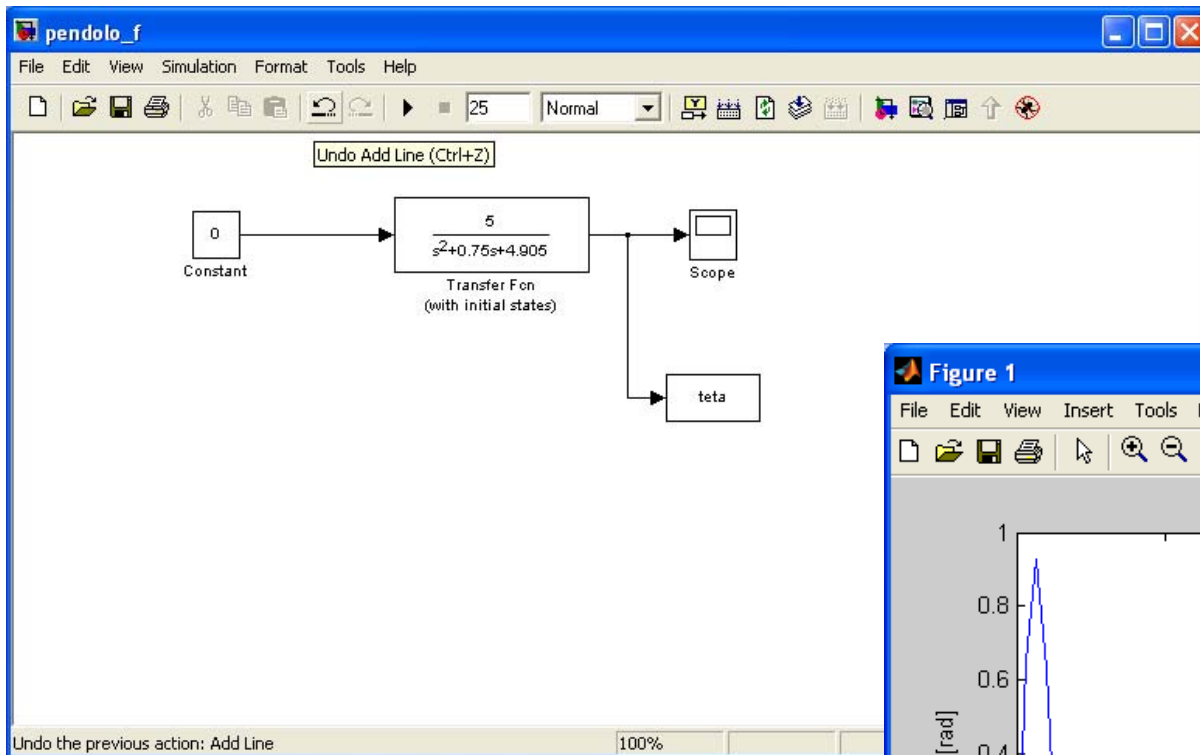 pendolo_f
File Edit View Simulation Format Tools Help
25 Normal
Undo Add Line (Ctrl+Z)
0
Constant
5
s²+0.75s+4.905
Transfer Fcn
(with initial states)
Scope
teta
Undo the previous action: Add Line 100%
Figure 1
File Edit View Insert Tools
1
0.8
0.6
0.4
[rad]